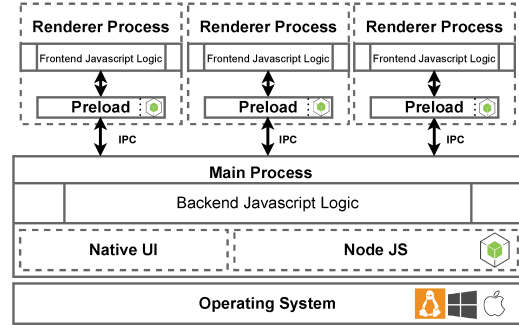 Renderer Process Renderer Process Renderer Process
Frontend Javascript Logic Frontend Javascript Logic Frontend Javascript Logic
Preload Preload Preload
IPC IPC IPC
Main Process
Backend Javascript Logic
Native UI Node JS
Operating System